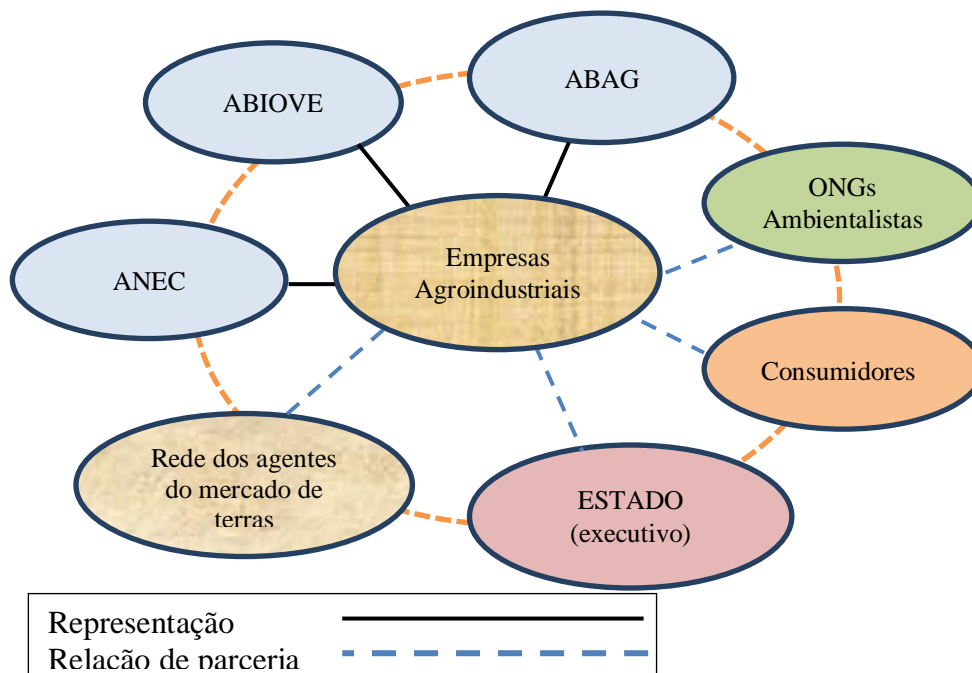 ABIOVE
ABAG
ONGs
Ambientalistas
Empresas
Agroindustriais
ANEC
Consumidores
Rede dos agentes
do mercado de
terras
ESTADO
(executivo)
Representação
Relação de parceria